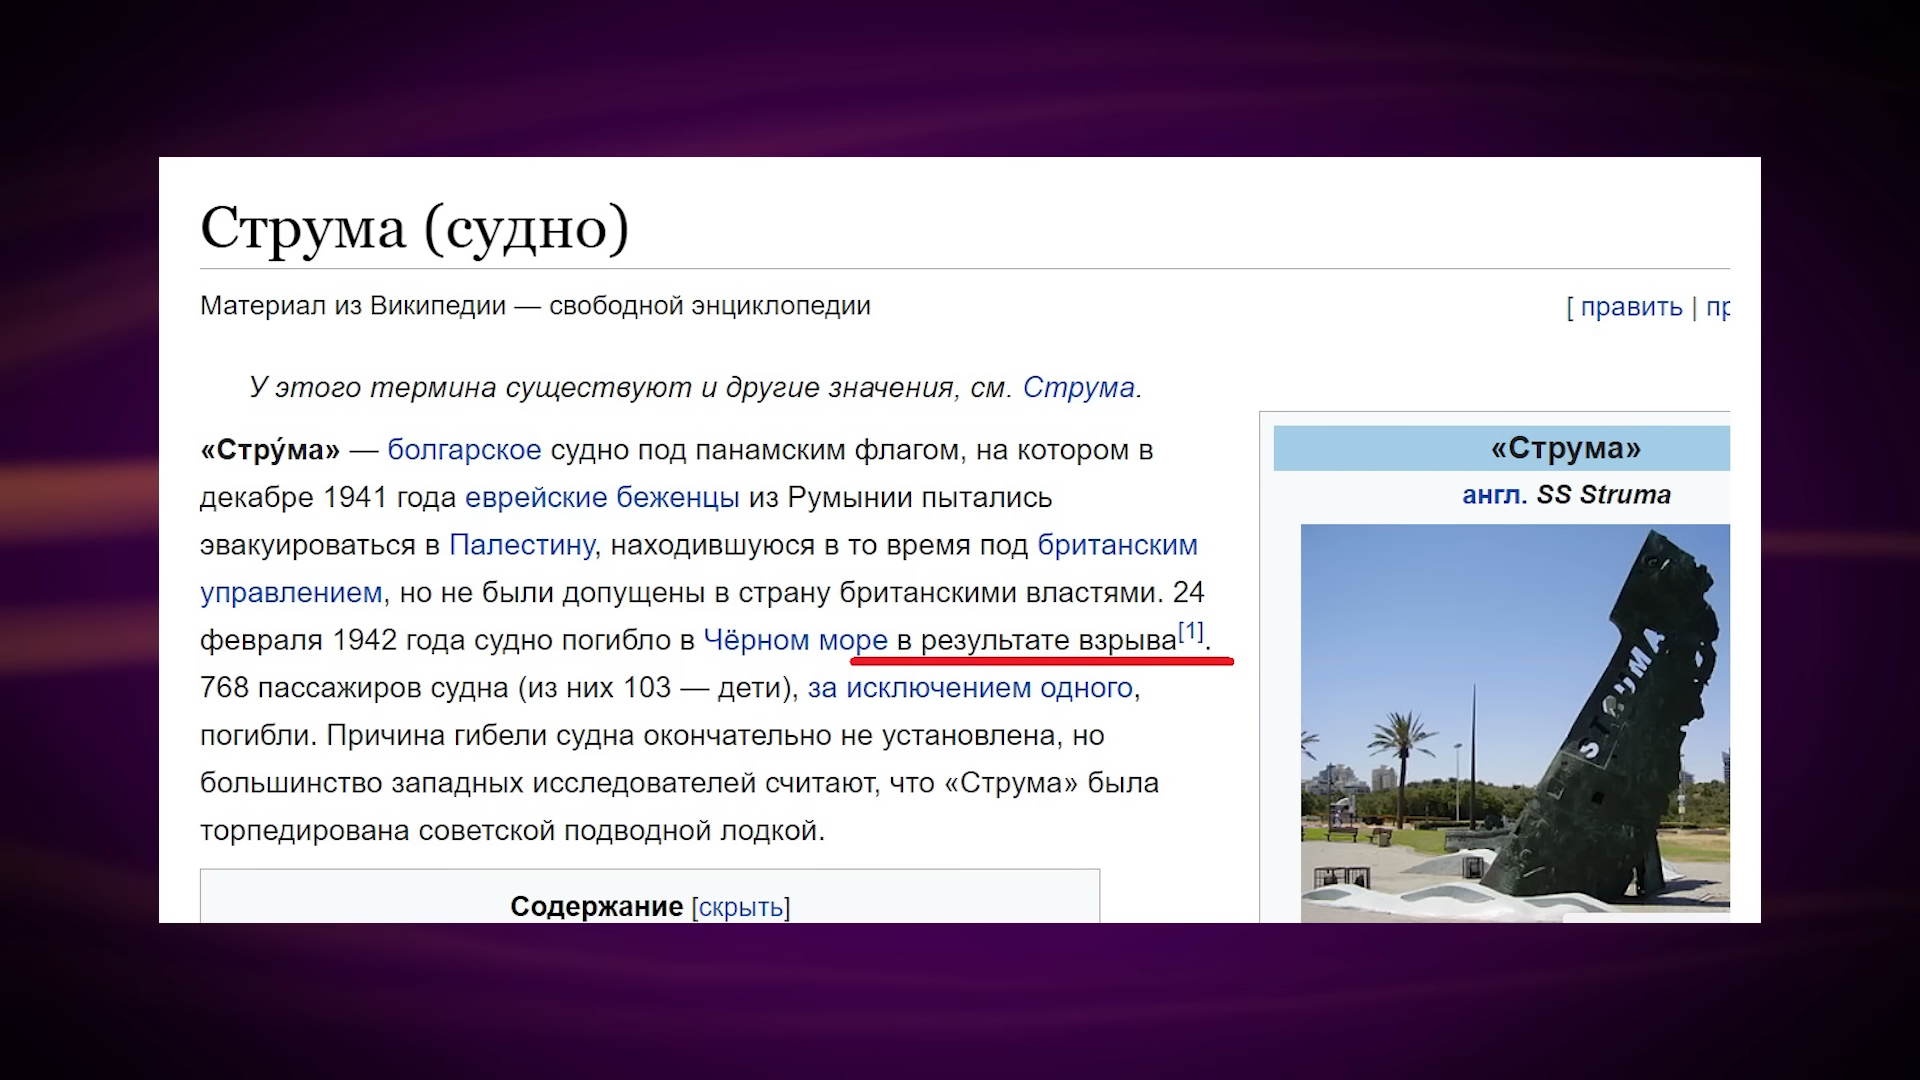 Струма (судно)
Материал из Википедии — свободной энциклопедии
[ править | пр
У этого термина существуют и другие значения, см. Струма.
«Стру́ма» — болгарское судно под панамским флагом, на котором в
декабре 1941 года еврейские беженцы из Румынии пытались
эвакуироваться в Палестину, находившуюся в то время под британским
управлением, но не были допущены в страну британскими властями. 24
февраля 1942 года судно погибло в Чёрном море в результате взрыва[1].
768 пассажиров судна (из них 103 — дети), за исключением одного,
погибли. Причина гибели судна окончательно не установлена, но
большинство западных исследователей считают, что «Струма» была
торпедирована советской подводной лодкой.
Содержание [скрыть]
«Струма»
англ. SS Struma
STRUMA